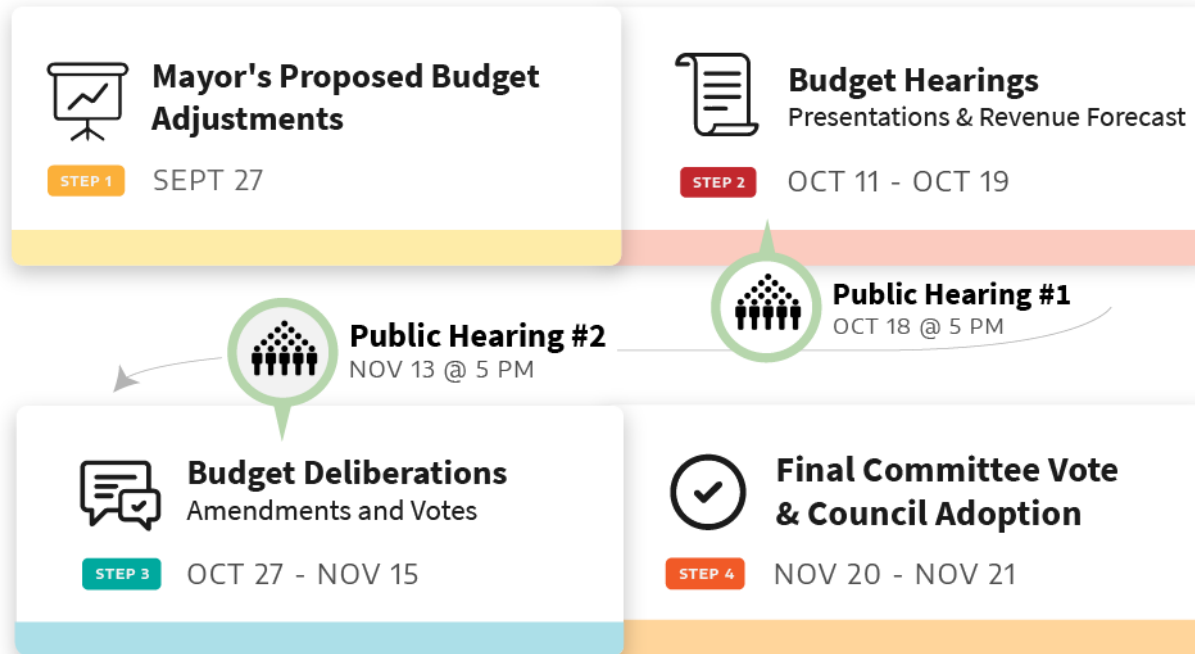 Mayor's Proposed Budget
Adjustments
STEP 1
SEPT 27
Budget Hearings
Presentations & Revenue Forecast
STEP 2
OCT 11 - OCT 19
Public Hearing #1
OCT 18 @ 5 PM
Public Hearing #2
NOV 13 @ 5 PM
Budget Deliberations
Amendments and Votes
STEP 3
OCT 27 - NOV 15
Final Committee Vote
& Council Adoption
STEP 4
NOV 20 - NOV 21